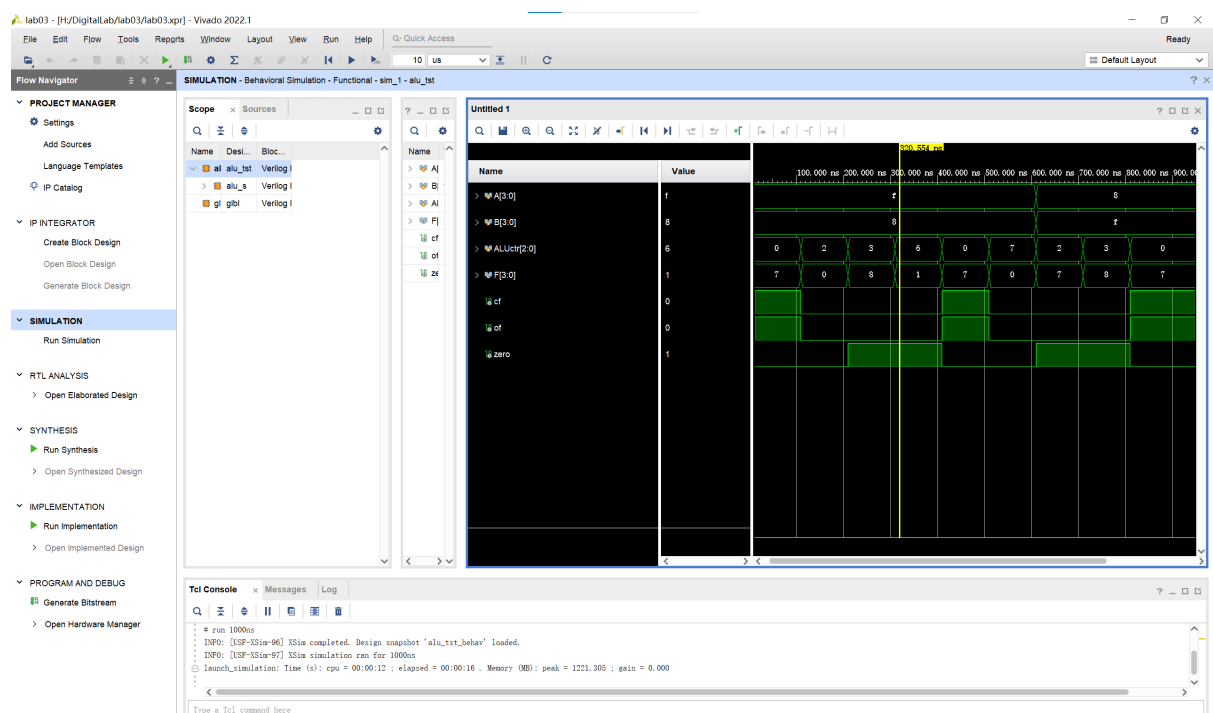 lab03 - [H:/DigitalLab/lab03/lab03.xpr] - Vivado 2022.1
File Edit Flow Tools Reports Window Layout View Run Help Q- Quick Access Ready
10 us Default Layout
Flow Navigator SIMULATION - Behavioral Simulation - Functional - sim_1 - alu_tst
PROJECT MANAGER
Settings
Add Sources
Language Templates
IP Catalog
IP INTEGRATOR
Create Block Design
Open Block Design
Generate Block Design
SIMULATION
Run Simulation
RTL ANALYSIS
Open Elaborated Design
SYNTHESIS
Run Synthesis
Open Synthesized Design
IMPLEMENTATION
Run Implementation
Open Implemented Design
PROGRAM AND DEBUG
Generate Bitstream
Open Hardware Manager
Scope Sources
Name Desi... Bloc...
al alu_tst Verilog
alu_s Verilog
gl glbl Verilog
Name
A[
B[
Al
F[
cf
of
ze
Untitled 1
320.554 ns
Name Value
100.000 ns 200.000 ns 300.000 ns 400.000 ns 500.000 ns 600.000 ns 700.000 ns 800.000 ns 900.0
A[3:0] f f 8
B[3:0] 8 8 f
ALUctr[2:0] 6 0 2 3 6 0 7 2 3 0
F[3:0] 1 7 0 8 1 7 0 7 8 7
cf 0
of 0
zero 1
Tcl Console Messages Log
# run 1000ns
INFO: [USF-XSim-96] XSim completed. Design snapshot 'alu_tst_behav' loaded.
INFO: [USF-XSim-97] XSim simulation ran for 1000ns
launch_simulation: Time (s): cpu = 00:00:12 ; elapsed = 00:00:16 . Memory (MB): peak = 1221.305 ; gain = 0.000
Type a Tcl command here